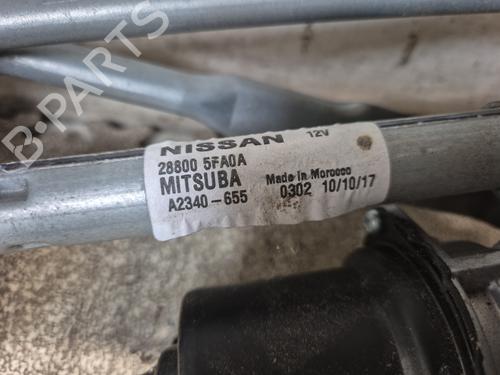 NISSAN 12V
28800 5FA0A
MITSUBA Made in Morocco
A2340-655 0302 10/10/17
B-Parts